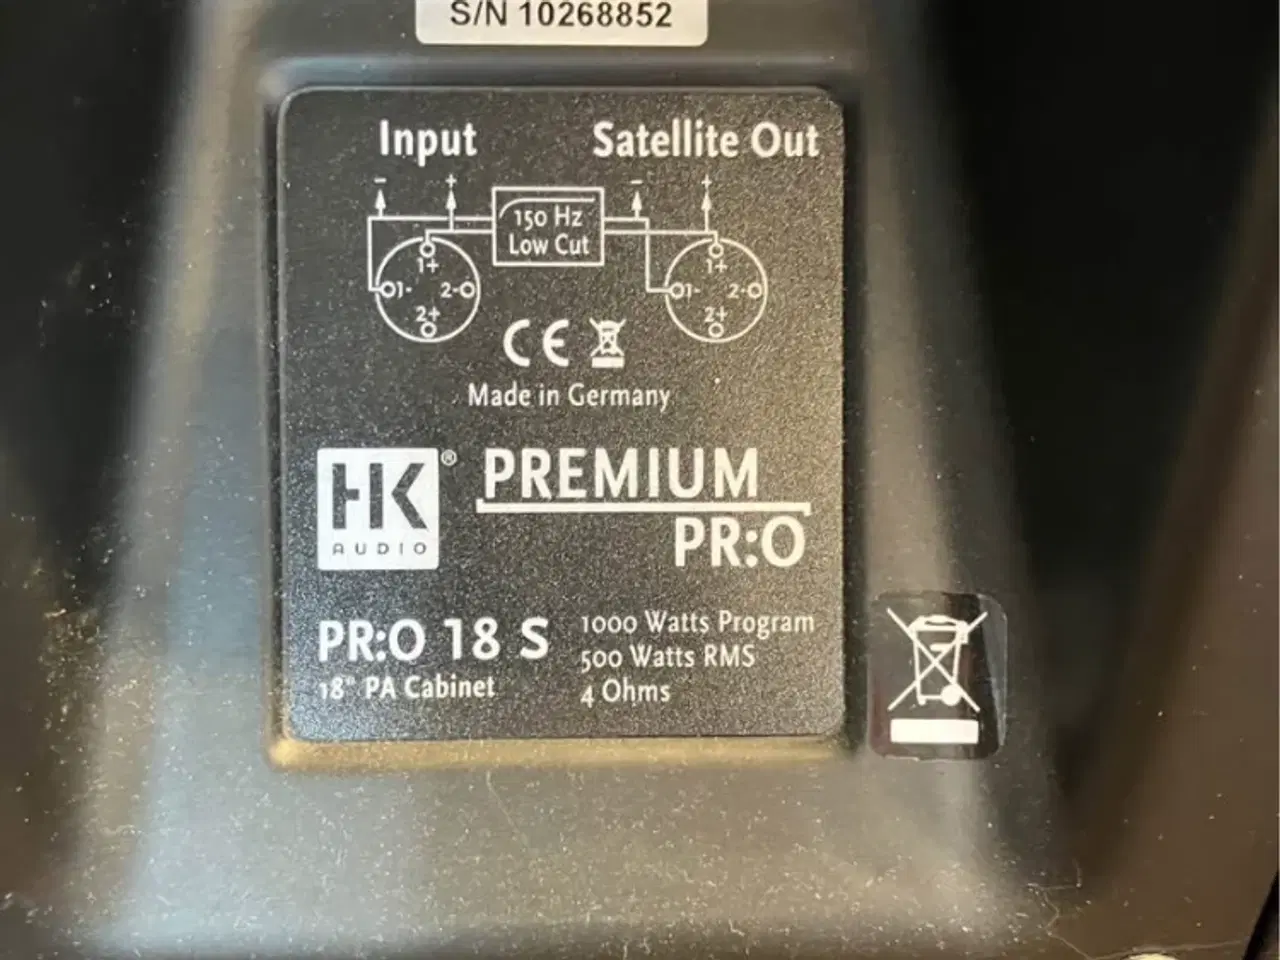 S/N 10268852
Input Satellite Out
- + - +
150 Hz
Low Cut
1+ 1+
1- 2- 1- 2-
2+ 2+
CE
Made in Germany
HK®
AUDIO
PREMIUM
PR:O
PR:O 18 S
18" PA Cabinet
1000 Watts Program
500 Watts RMS
4 Ohms